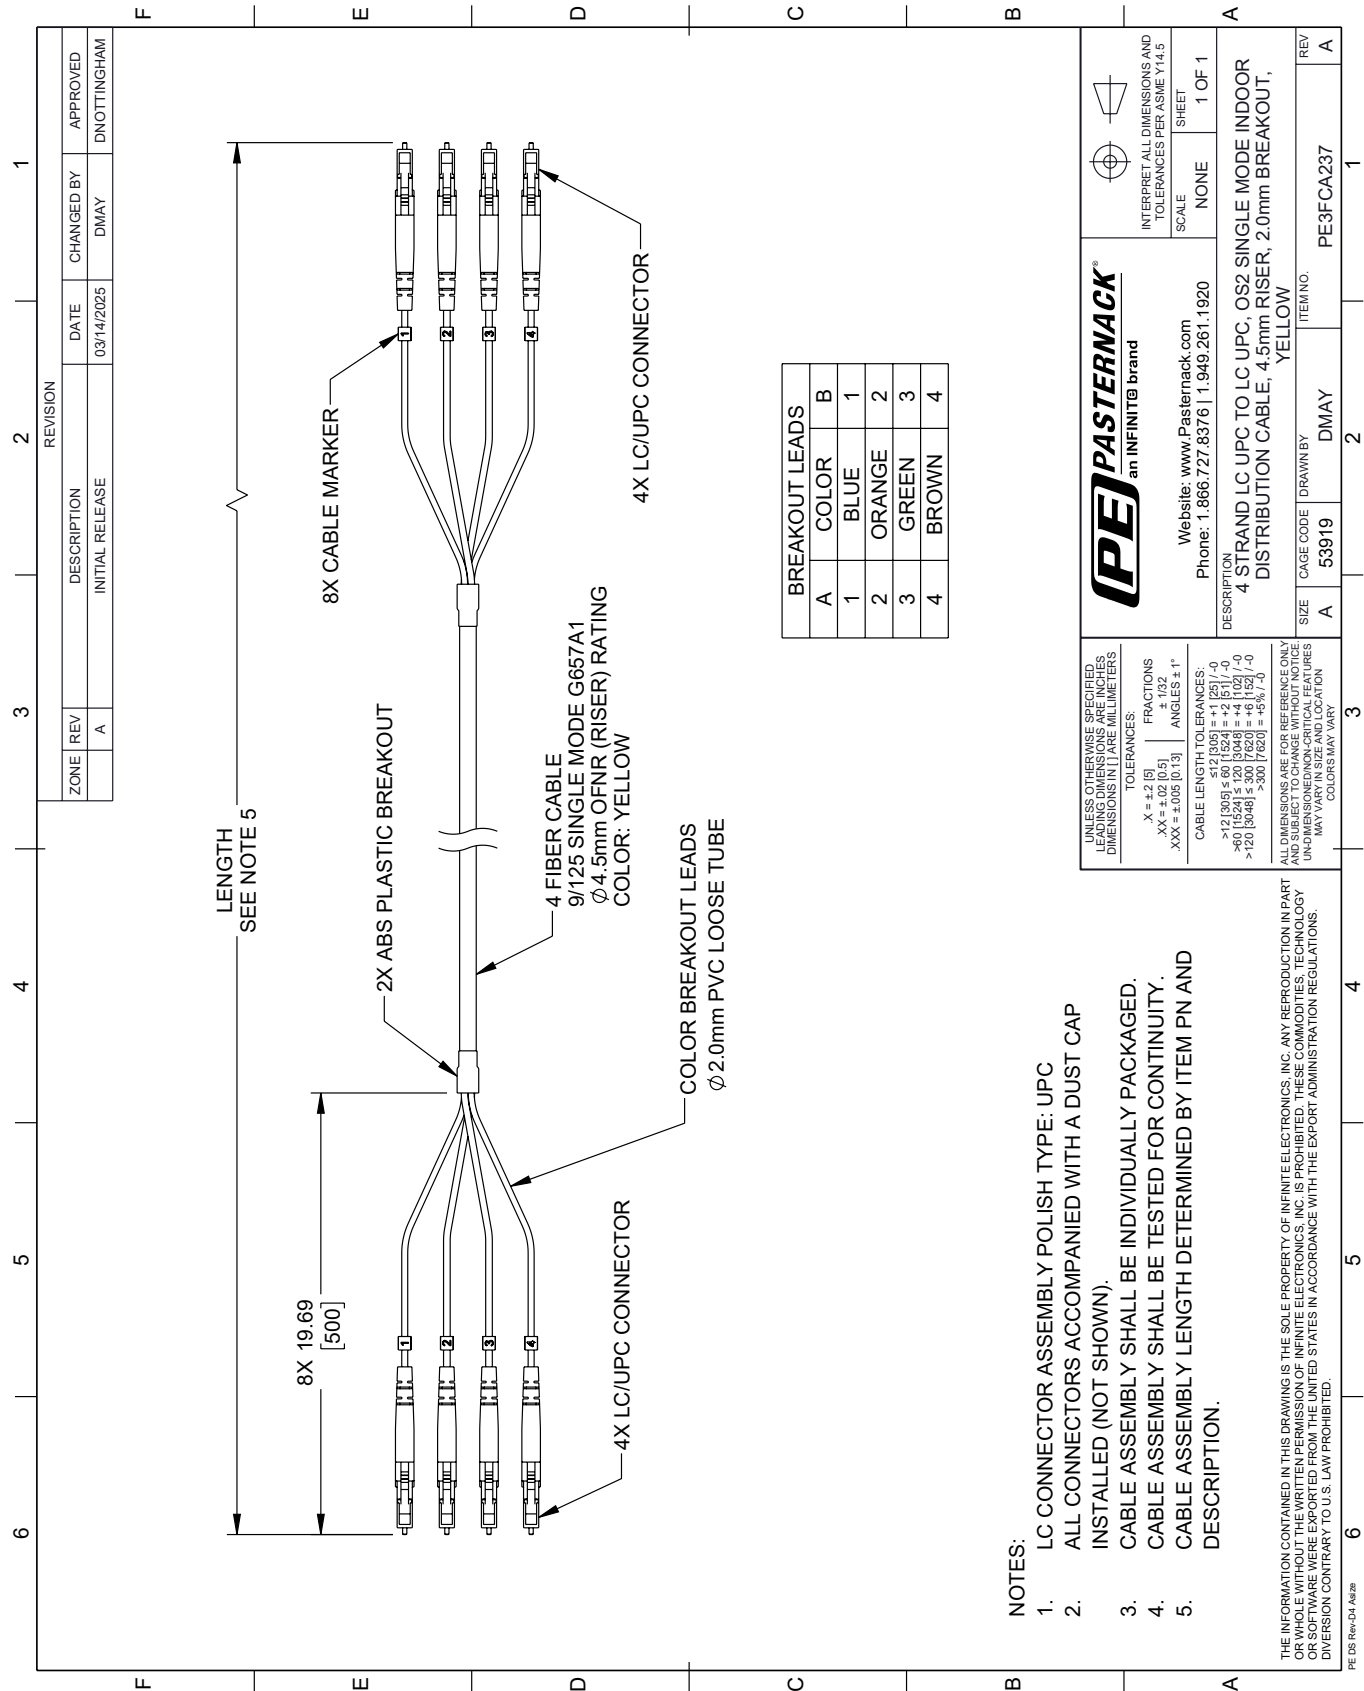 6
5
4
3
2
1
F
E
D
C
B
A
REVISION
ZONE REV DESCRIPTION DATE CHANGED BY APPROVED
A INITIAL RELEASE 03/14/2025 DMAY DNOTTINGHAM
LENGTH
SEE NOTE 5
8X 19.69
[500]
2X ABS PLASTIC BREAKOUT
8X CABLE MARKER
1
2
3
4
1
2
3
4
4X LC/UPC CONNECTOR
4 FIBER CABLE
9/125 SINGLE MODE G657A1
∅4.5mm OFNR (RISER) RATING
COLOR: YELLOW
4X LC/UPC CONNECTOR
COLOR BREAKOUT LEADS
∅2.0mm PVC LOOSE TUBE
BREAKOUT LEADS
A COLOR B
1 BLUE 1
2 ORANGE 2
3 GREEN 3
4 BROWN 4
NOTES:
1. LC CONNECTOR ASSEMBLY POLISH TYPE: UPC
2. ALL CONNECTORS ACCOMPANIED WITH A DUST CAP
INSTALLED (NOT SHOWN).
3. CABLE ASSEMBLY SHALL BE INDIVIDUALLY PACKAGED.
4. CABLE ASSEMBLY SHALL BE TESTED FOR CONTINUITY.
5. CABLE ASSEMBLY LENGTH DETERMINED BY ITEM PN AND
DESCRIPTION.
THE INFORMATION CONTAINED IN THIS DRAWING IS THE SOLE PROPERTY OF INFINITE ELECTRONICS, INC. ANY REPRODUCTION IN PART
OR WHOLE WITHOUT THE WRITTEN PERMISSION OF INFINITE ELECTRONICS, INC. IS PROHIBITED. THESE COMMODITIES, TECHNOLOGY
OR SOFTWARE WERE EXPORTED FROM THE UNITED STATES IN ACCORDANCE WITH THE EXPORT ADMINISTRATION REGULATIONS.
DIVERSION CONTRARY TO U.S. LAW PROHIBITED.
UNLESS OTHERWISE SPECIFIED
LEADING DIMENSIONS ARE INCHES
DIMENSIONS IN [ ] ARE MILLIMETERS
TOLERANCES:
.X = ±.2 [5] FRACTIONS
.XX = ±.02 [0.5] ± 1/32
.XXX = ±.005 [0.13] ANGLES ± 1°
CABLE LENGTH TOLERANCES:
≤12 [305] = +1 [25] / -0
>12 [305] ≤ 60 [1524] = +2 [51] / -0
>60 [1524] ≤ 120 [3048] = +4 [102] / -0
>120 [3048] ≤ 300 [7620] = +6 [152] / -0
>300 [7620] = +5% / -0
ALL DIMENSIONS ARE FOR REFERENCE ONLY
AND SUBJECT TO CHANGE WITHOUT NOTICE.
UN-DIMENSIONED/NON-CRITICAL FEATURES
MAY VARY IN SIZE AND LOCATION
COLORS MAY VARY
PE PASTERNACK®
an INFINIT@ brand
Website: www.Pasternack.com
Phone: 1.866.727.8376 | 1.949.261.1920
INTERPRET ALL DIMENSIONS AND
TOLERANCES PER ASME Y14.5
SCALE SHEET
NONE 1 OF 1
DESCRIPTION
4 STRAND LC UPC TO LC UPC, OS2 SINGLE MODE INDOOR
DISTRIBUTION CABLE, 4.5mm RISER, 2.0mm BREAKOUT,
YELLOW
SIZE CAGE CODE DRAWN BY ITEM NO. REV
A 53919 DMAY PE3FCA237 A
F
E
D
C
B
A
6
5
4
3
2
1
PE DS Rev-D4 Asize